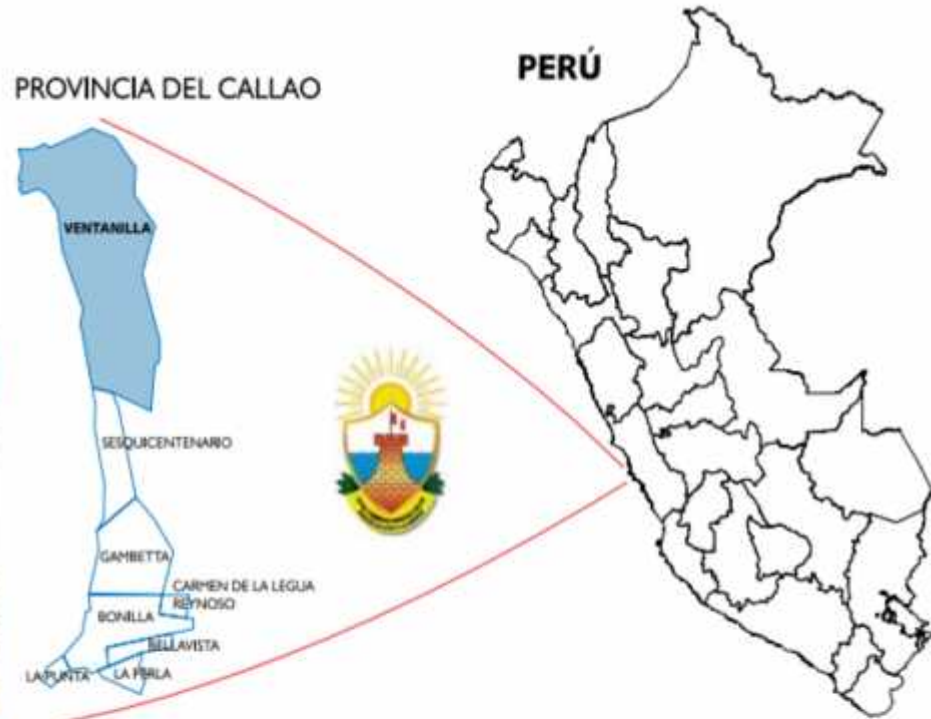 PROVINCIA DEL CALLAO
PERÚ
VENTANILLA
SESQUICENTENARIO
GAMBETTA
CARMEN DE LA LEGUA
REYNOSO
BONILLA
BELLAVISTA
LA PUNTA
LA PERLA